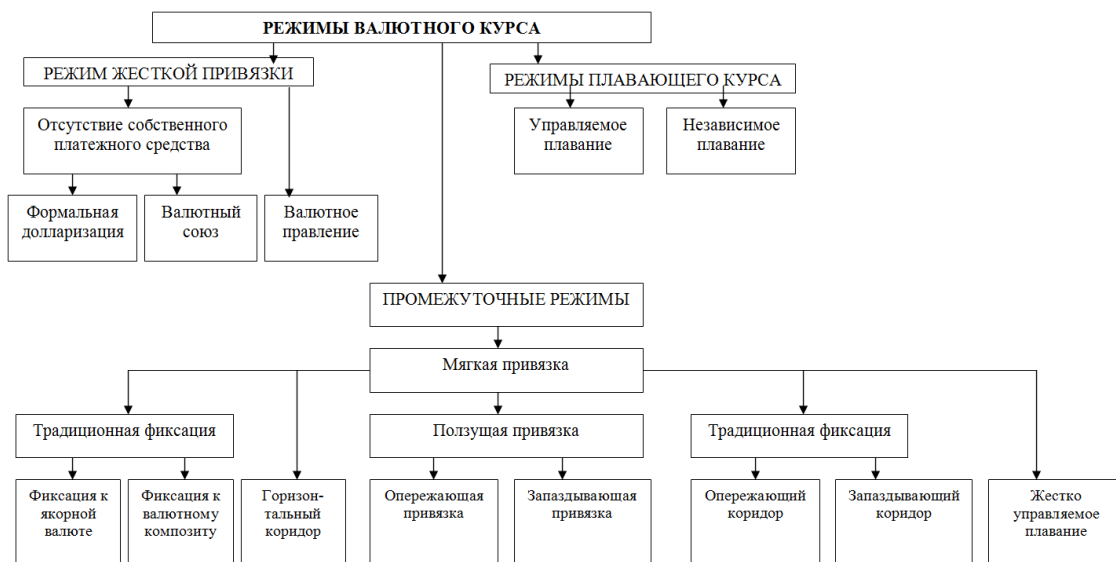 РЕЖИМЫ ВАЛЮТНОГО КУРСА
РЕЖИМ ЖЕСТКОЙ ПРИВЯЗКИ
РЕЖИМЫ ПЛАВАЮЩЕГО КУРСА
Отсутствие собственного
платежного средства
Управляемое
плавание
Независимое
плавание
Формальная
долларизация
Валютный
союз
Валютное
правление
ПРОМЕЖУТОЧНЫЕ РЕЖИМЫ
Мягкая привязка
Традиционная фиксация
Ползущая привязка
Традиционная фиксация
Фиксация к
якорной
валюте
Фиксация к
валютному
композиту
Горизон-
тальный
коридор
Опережающая
привязка
Запаздывающая
привязка
Опережающий
коридор
Запаздывающий
коридор
Жестко
управляемое
плавание